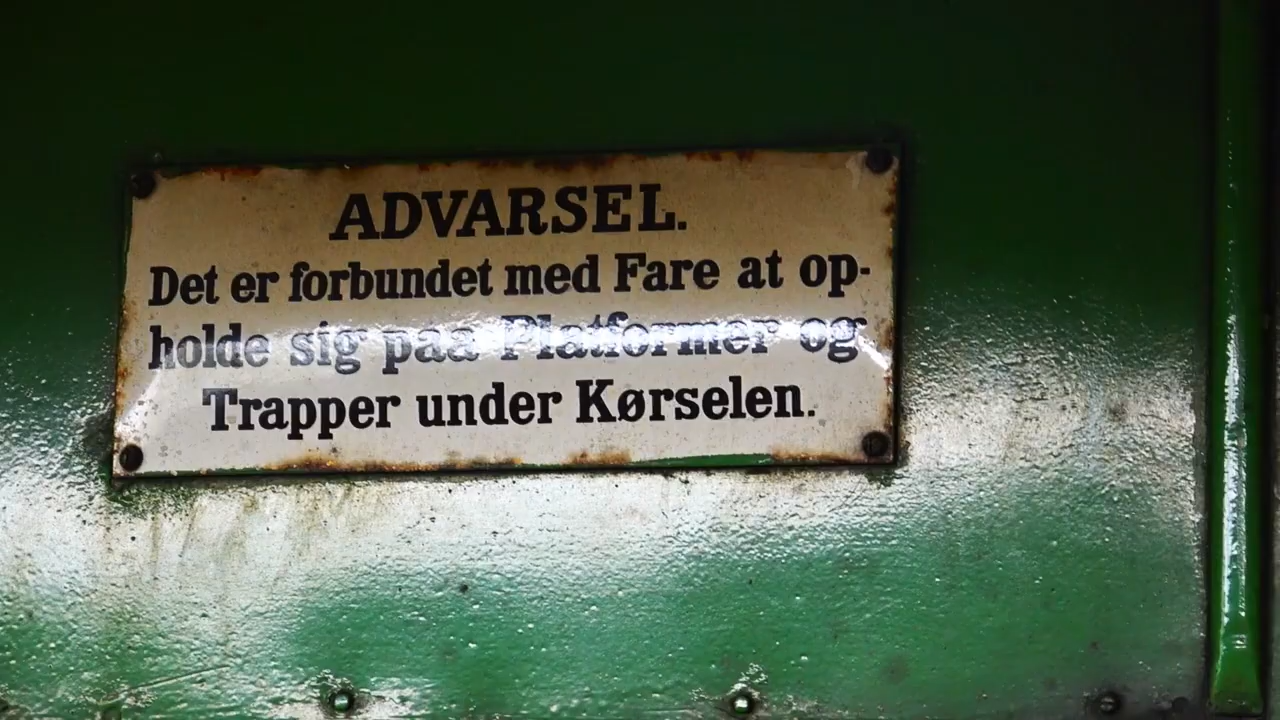 ADVARSEL.
Det er forbundet med Fare at op-
holde sig paa Platformer og
Trapper under Kørselen.